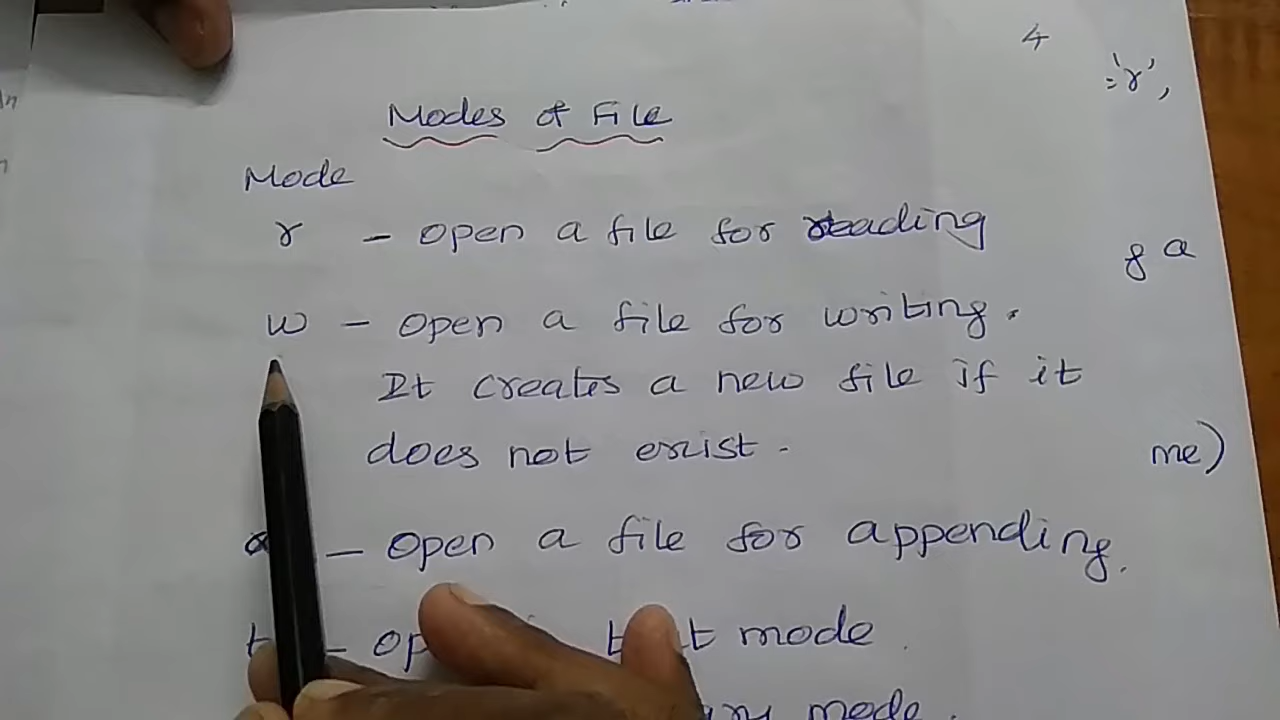 4
='r',
Modes of File
Mode
r - open a file for reading
8 a
w - open a file for writing.
It creates a new file if it
does not exist.
me)
a - open a file for appending.
t - mode.
mode.